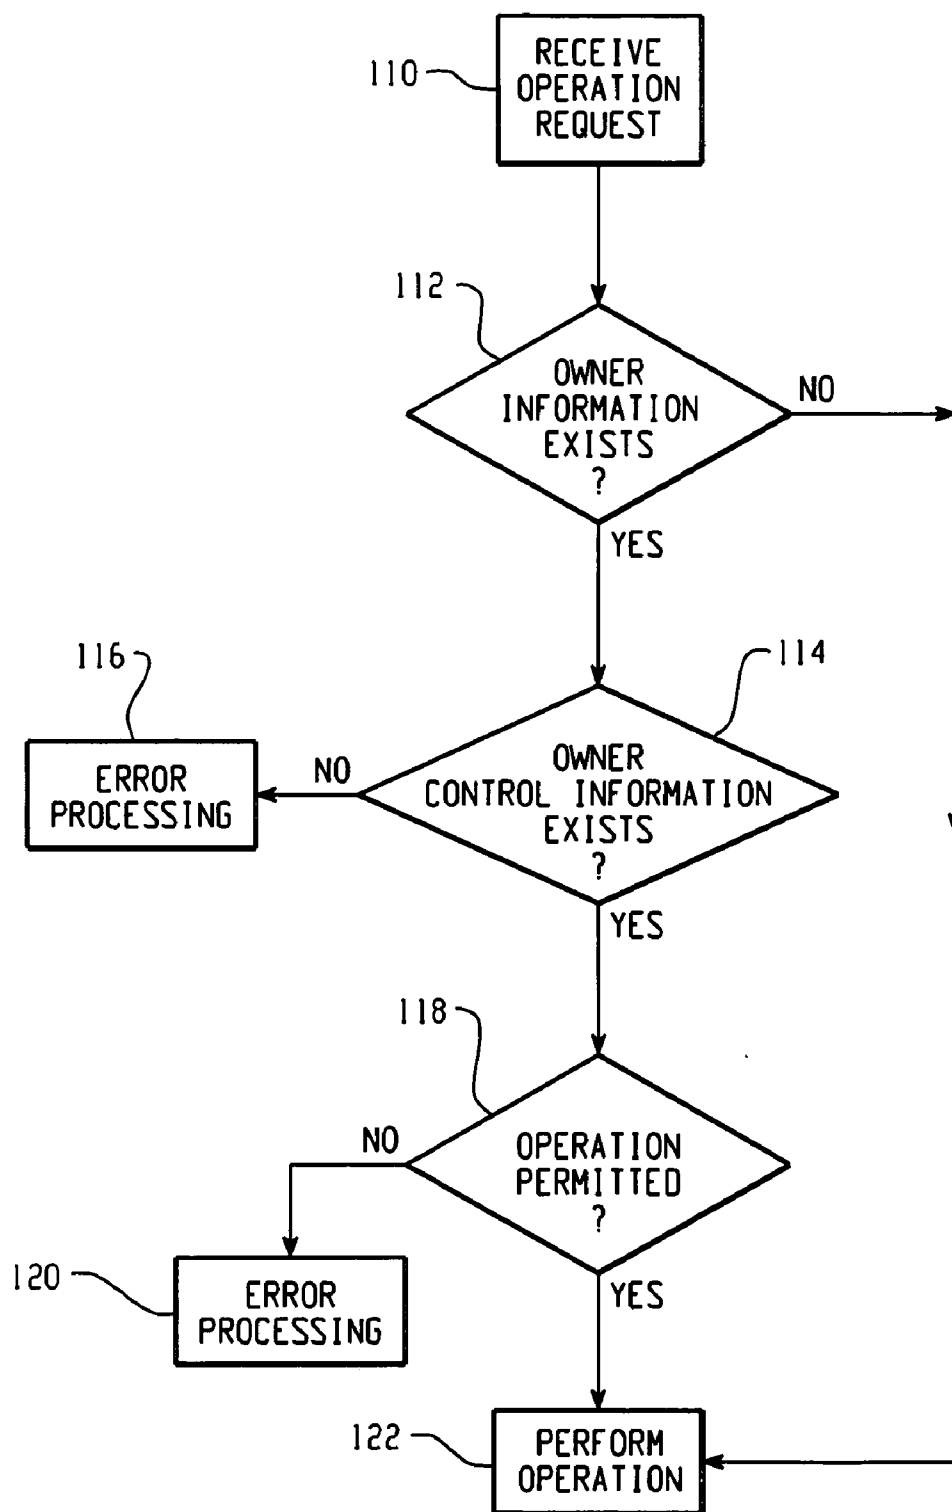 110
RECEIVE
OPERATION
REQUEST
112
OWNER
INFORMATION
EXISTS
?
NO
YES
116
114
ERROR
PROCESSING
NO
OWNER
CONTROL INFORMATION
EXISTS
?
YES
118
NO
OPERATION
PERMITTED
?
120
ERROR
PROCESSING
YES
122
PERFORM
OPERATION